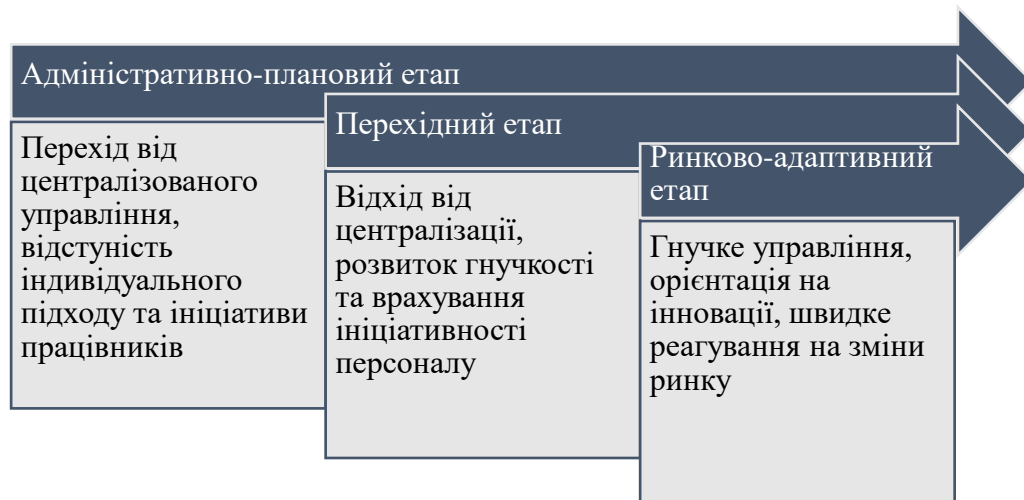 Адміністративно-плановий етап
Перехід від
централізованого
управління,
відстуність
індивідуального
підходу та ініціативи
працівників
Перехідний етап
Відхід від
централізації,
розвиток гнучкості
та врахування
ініціативності
персоналу
Ринково-адаптивний
етап
Гнучке управління,
орієнтація на
інновації, швидке
реагування на зміни
ринку